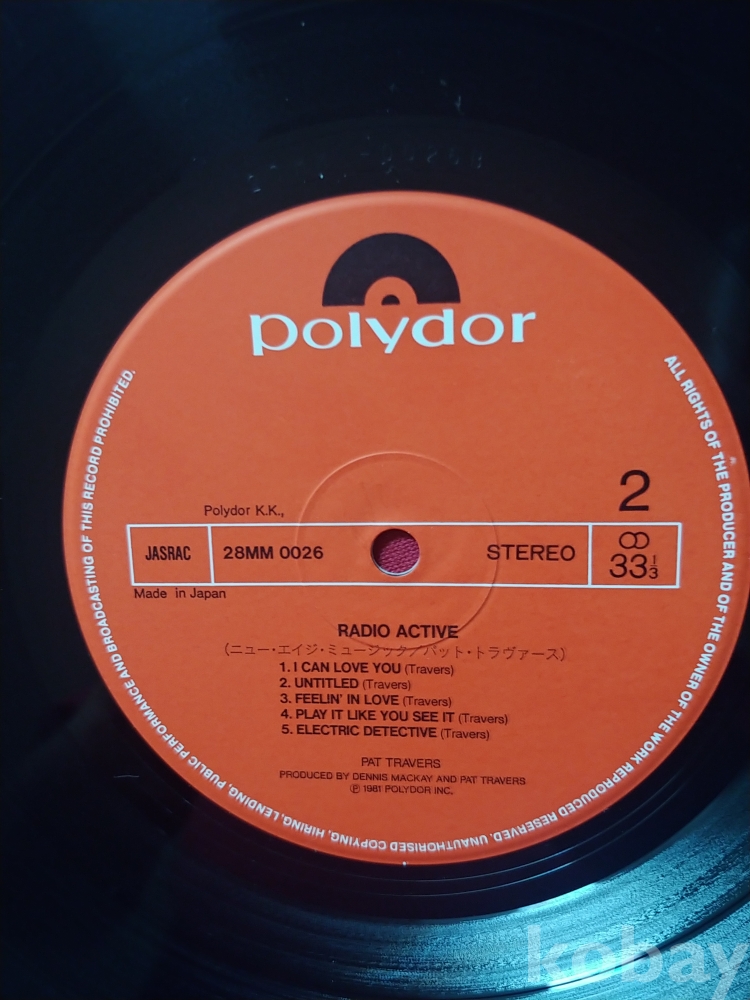 polydor
2
Polydor K.K.,
JASRAC 28MM 0026 STEREO 33 1/3
Made in Japan
RADIO ACTIVE
(ニュー・エイジ・ミュージック/パット・トラヴァース)
1. I CAN LOVE YOU (Travers)
2. UNTITLED (Travers)
3. FEELIN' IN LOVE (Travers)
4. PLAY IT LIKE YOU SEE IT (Travers)
5. ELECTRIC DETECTIVE (Travers)
PAT TRAVERS
PRODUCED BY DENNIS MACKAY AND PAT TRAVERS
℗ 1981 POLYDOR INC.
ALL RIGHTS OF THE PRODUCER AND OF THE OWNER OF THE WORK REPRODUCED RESERVED. UNAUTHORISED COPYING, HIRING, LENDING, PUBLIC PERFORMANCE AND BROADCASTING OF THIS RECORD PROHIBITED.
kobay